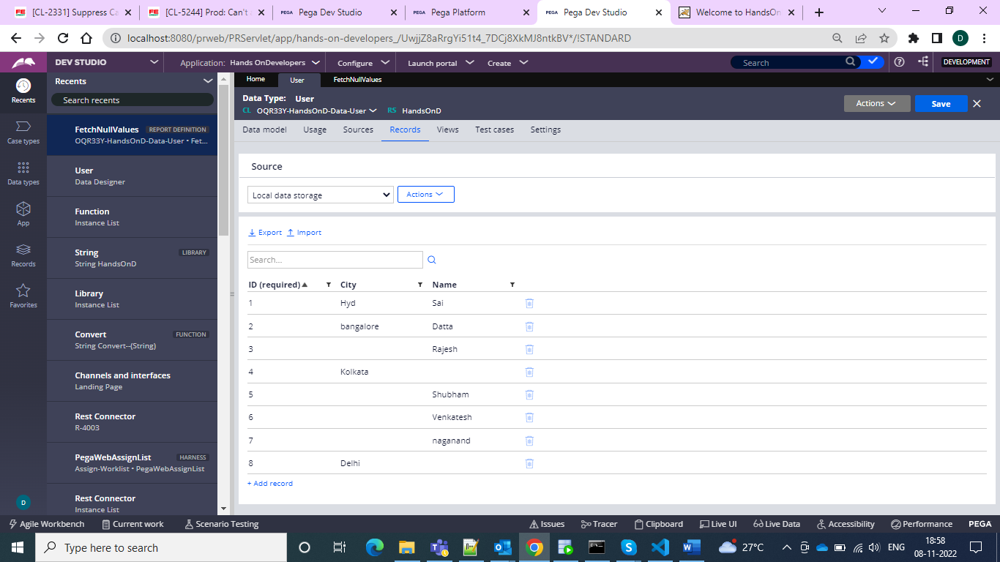 [CL-2331] Suppress Ca
[CL-5244] Prod: Can't
Pega Dev Studio
Pega Platform
Pega Dev Studio
Welcome to HandsOn
localhost:8080/prweb/PRServlet/app/hands-on-developers_/UwjjZ8aRrgYi51t4_7DCj8XkMJ8ntkBV*/!STANDARD
D
DEV STUDIO
Application: Hands OnDevelopers
Configure
Launch portal
Create
Search
DEVELOPMENT
Recents
Case types
Data types
App
Records
Favorites
D
Recents
Search recents
FetchNullValues REPORT DEFINITION
OQR33Y-HandsOnD-Data-User • Fet...
User
Data Designer
Function
Instance List
String LIBRARY
String HandsOnD
Library
Instance List
Convert FUNCTION
String Convert--(String)
Channels and interfaces
Landing Page
Rest Connector
R-4003
PegaWebAssignList HARNESS
Assign-Worklist • PegaWebAssignList
Rest Connector
Instance List
Home User FetchNullValues
Data Type: User
CL OQR33Y-HandsOnD-Data-User RS HandsOnD
Actions Save
Data model Usage Sources Records Views Test cases Settings
Source
Local data storage Actions
Export Import
Search...
ID (required) City Name
1 Hyd Sai
2 bangalore Datta
3 Rajesh
4 Kolkata
5 Shubham
6 Venkatesh
7 naganand
8 Delhi
+ Add record
Agile Workbench Current work Scenario Testing Issues Tracer Clipboard Live UI Live Data Accessibility Performance PEGA
Type here to search
27°C
ENG
18:58
08-11-2022